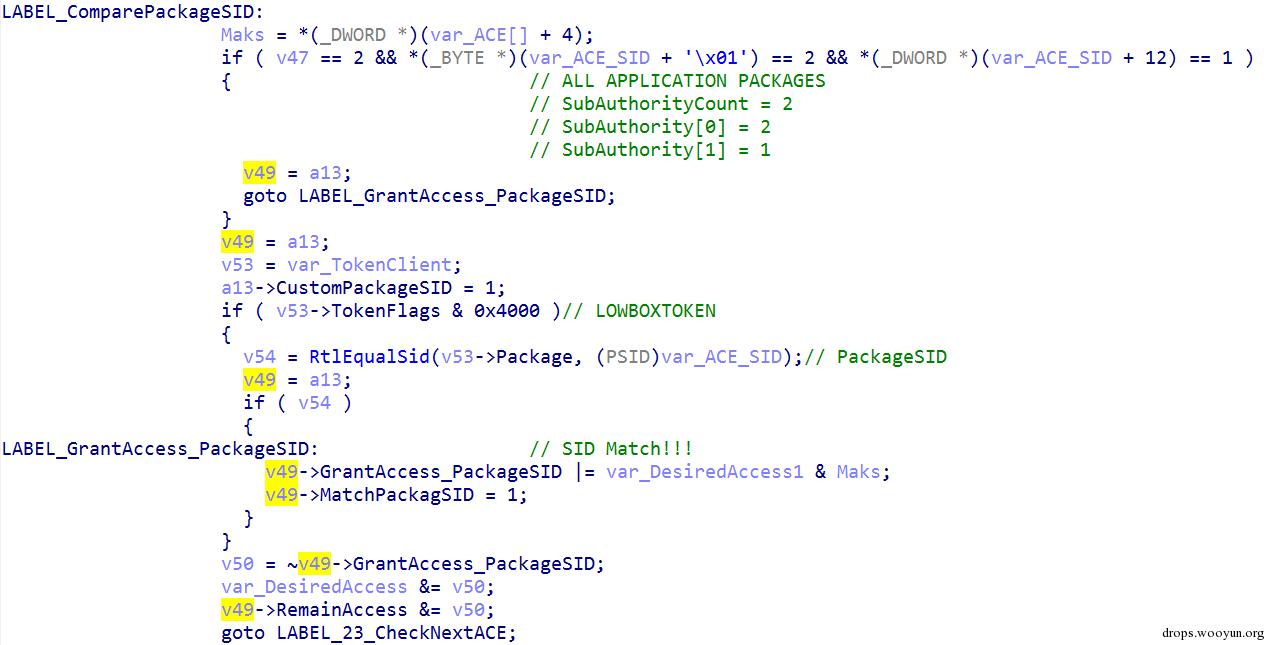 LABEL_ComparePackageSID:
Maks = *(_DWORD *)(var_ACE[] + 4);
if ( v47 == 2 && *(_BYTE *)(var_ACE_SID + '\x01') == 2 && *(_DWORD *)(var_ACE_SID + 12) == 1 )
{ // ALL APPLICATION PACKAGES
// SubAuthorityCount = 2
// SubAuthority[0] = 2
// SubAuthority[1] = 1
v49 = a13;
goto LABEL_GrantAccess_PackageSID;
}
v49 = a13;
v53 = var_TokenClient;
a13->CustomPackageSID = 1;
if ( v53->TokenFlags & 0x4000 )// LOWBOXTOKEN
{
v54 = RtlEqualSid(v53->Package, (PSID)var_ACE_SID);// PackageSID
v49 = a13;
if ( v54 )
{
LABEL_GrantAccess_PackageSID: // SID Match!!!
v49->GrantAccess_PackageSID |= var_DesiredAccess1 & Maks;
v49->MatchPackagSID = 1;
}
}
v50 = ~v49->GrantAccess_PackageSID;
var_DesiredAccess &= v50;
v49->RemainAccess &= v50;
goto LABEL_23_CheckNextACE;
drops.wooyun.org